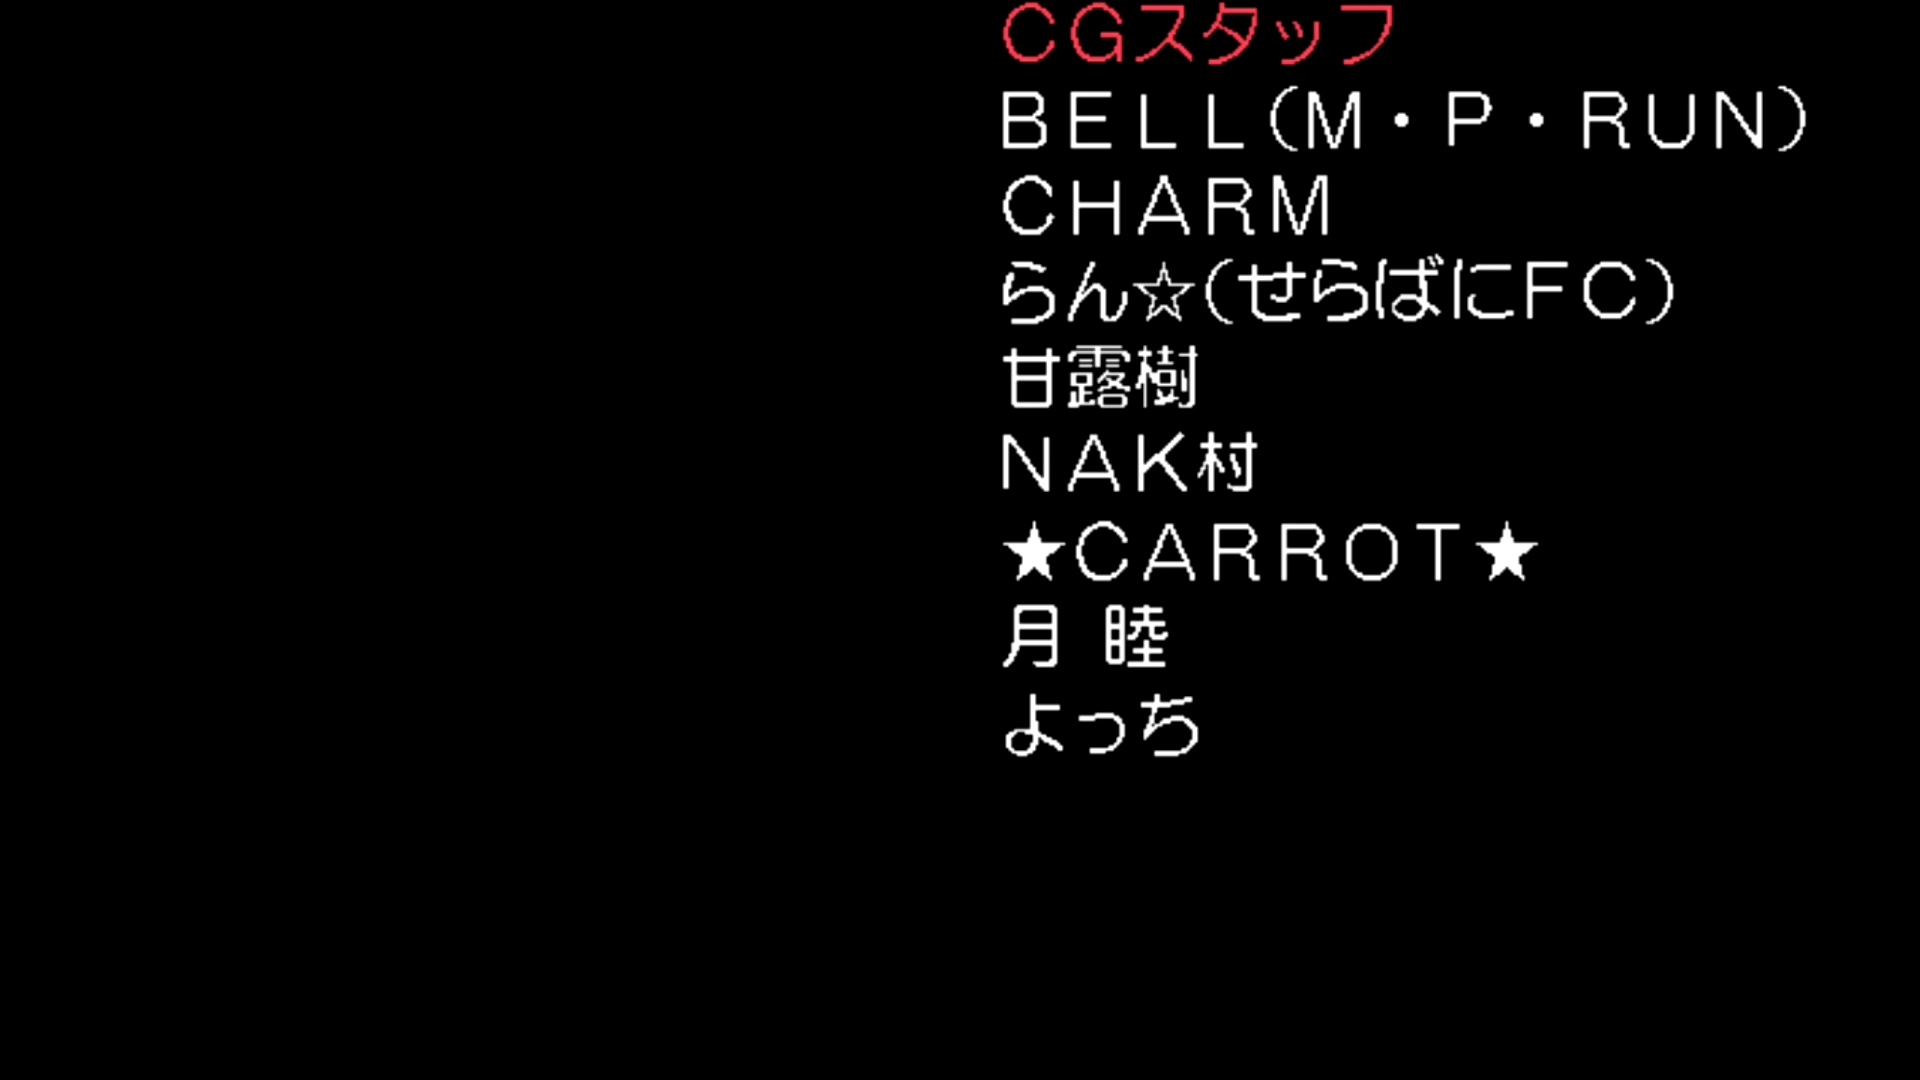 CGスタッフ
BELL(M・P・RUN)
CHARM
らん☆(せらばにFC)
甘露樹
NAK村
★CARROT★
月 睦
よっち